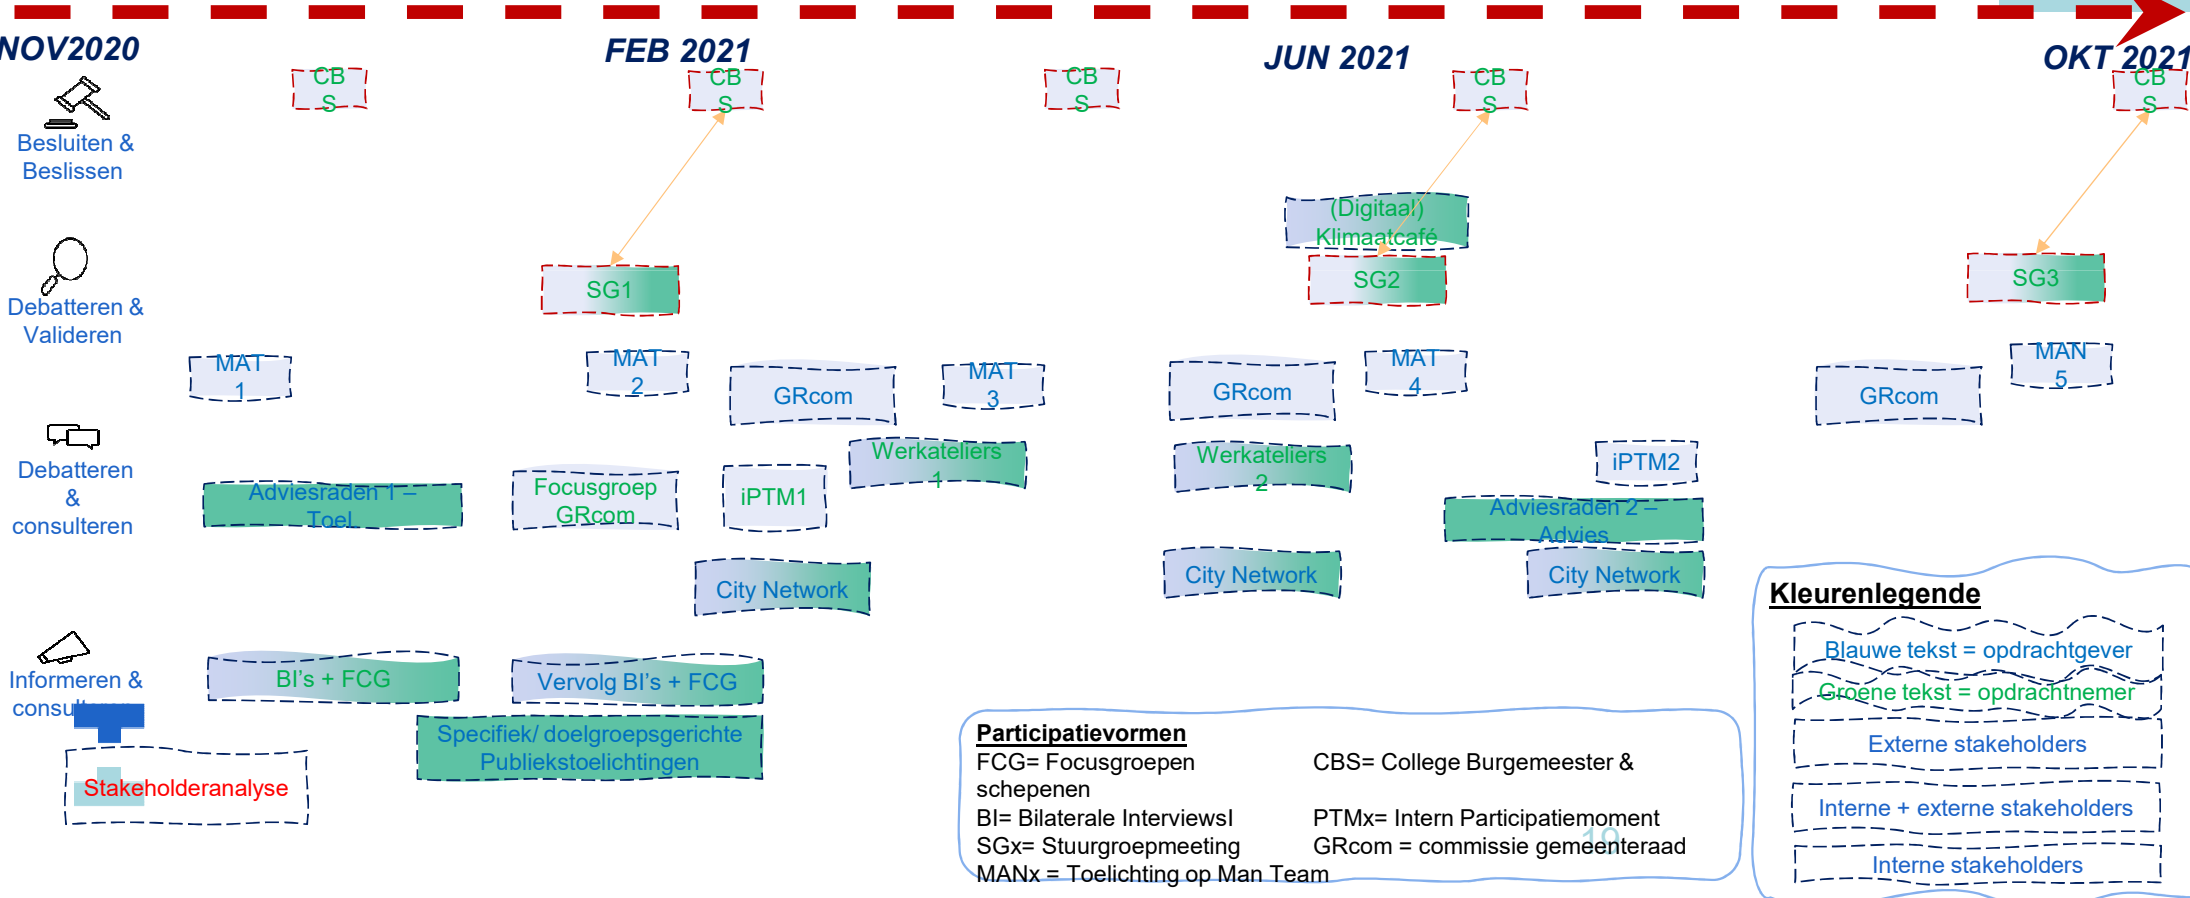 NOV2020
FEB 2021
JUN 2021
OKT 2021
CB
S
CB
S
CB
S
CB
S
CB
S
Besluiten &
Beslissen
(Digitaal)
Klimaatcafé
Debatteren &
Valideren
SG1
SG2
SG3
MAT
1
MAT
2
GRcom
MAT
3
GRcom
MAT
4
GRcom
MAN
5
Debatteren
&
consulteren
Adviesraden 1 –
Toel.
Focusgroep
GRcom
iPTM1
Werkateliers
1
Werkateliers
2
iPTM2
Adviesraden 2 –
Advies
City Network
City Network
City Network
Informeren &
consulteren
BI's + FCG
Vervolg BI's + FCG
Specifiek/ doelgroepsgerichte
Publiekstoelichtingen
Stakeholderanalyse
Participatievormen
FCG= Focusgroepen CBS= College Burgemeester &
schepenen
BI= Bilaterale InterviewsI PTMx= Intern Participatiemoment
SGx= Stuurgroepmeeting GRcom = commissie gemeenteraad
MANx = Toelichting op Man Team
19
Kleurenlegende
Blauwe tekst = opdrachtgever
Groene tekst = opdrachtnemer
Externe stakeholders
Interne + externe stakeholders
Interne stakeholders